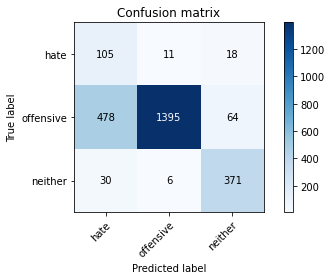 Confusion matrix
hate 105 11 18
offensive 478 1395 64
neither 30 6 371
True label
hate offensive neither
Predicted label
1200
1000
800
600
400
200